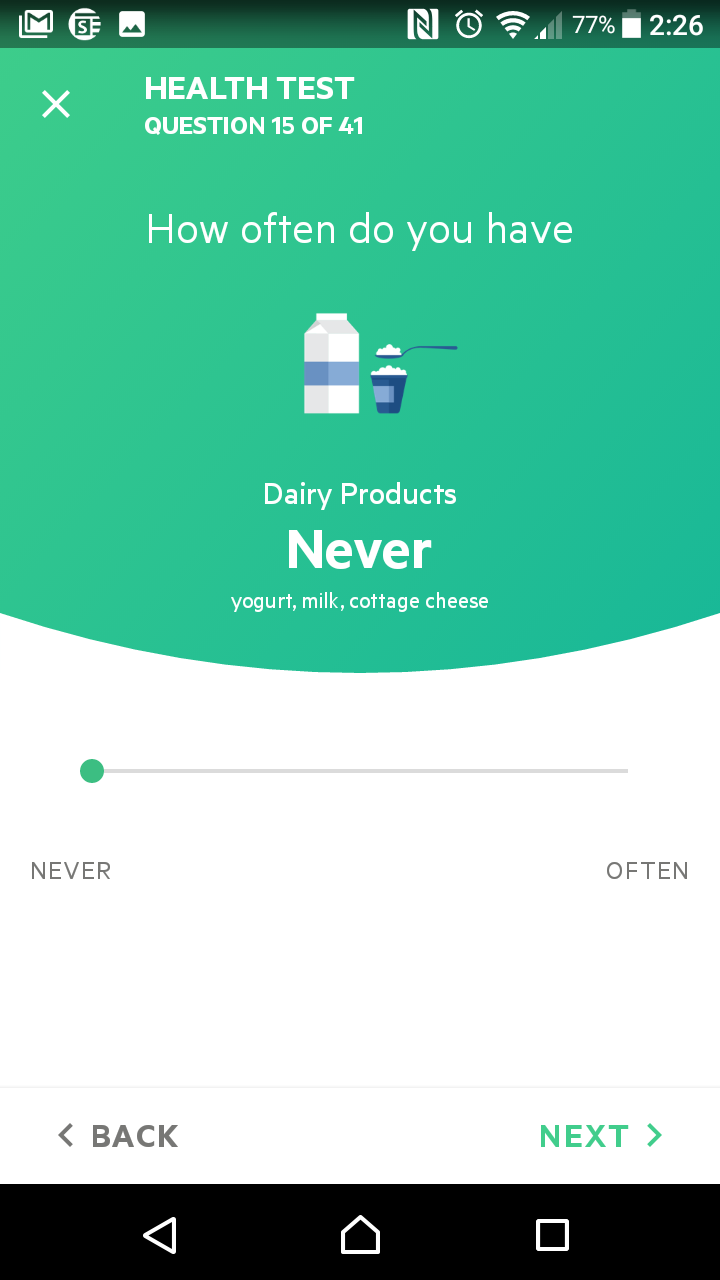 77% 2:26
HEALTH TEST
QUESTION 15 OF 41
How often do you have
Dairy Products
Never
yogurt, milk, cottage cheese
NEVER OFTEN
BACK NEXT